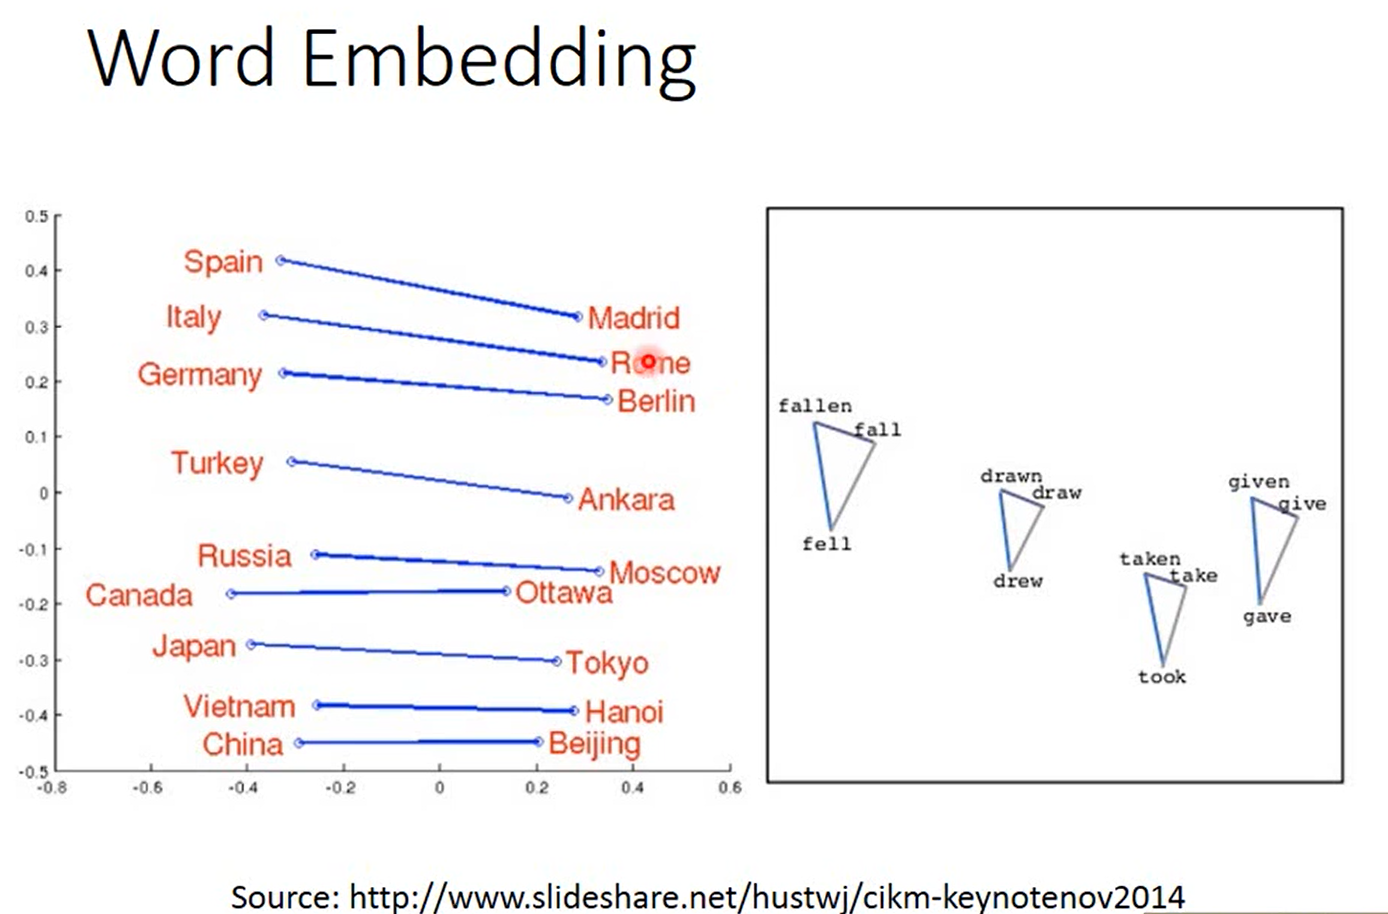 Word Embedding
0.5
0.4
0.3
0.2
0.1
0
-0.1
-0.2
-0.3
-0.4
-0.5
-0.8
-0.6
-0.4
-0.2
0
0.2
0.4
0.6
Spain
Madrid
Italy
Rome
Germany
Berlin
Turkey
Ankara
Russia
Moscow
Canada
Ottawa
Japan
Tokyo
Vietnam
Hanoi
China
Beijing
fallen
fall
fell
drawn
draw
drew
taken
take
took
given
give
gave
Source: http://www.slideshare.net/hustwj/cikm-keynotenov2014